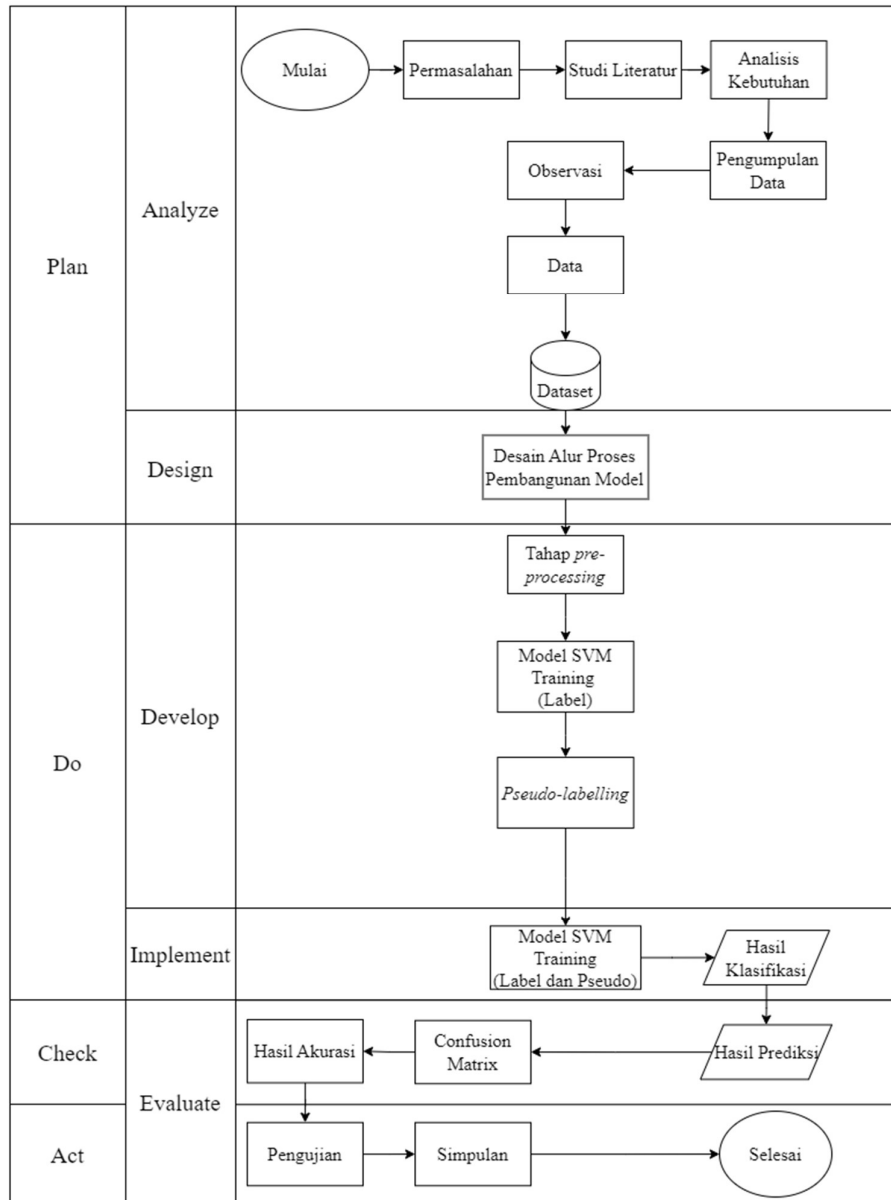 Plan
Analyze
Mulai
Permasalahan
Studi Literatur
Analisis
Kebutuhan
Pengumpulan
Data
Observasi
Data
Dataset
Design
Desain Alur Proses
Pembangunan Model
Do
Develop
Tahap pre-
processing
Model SVM
Training
(Label)
Pseudo-labelling
Implement
Model SVM
Training
(Label dan Pseudo)
Hasil
Klasifikasi
Check
Evaluate
Hasil Prediksi
Confusion
Matrix
Hasil Akurasi
Act
Pengujian
Simpulan
Selesai